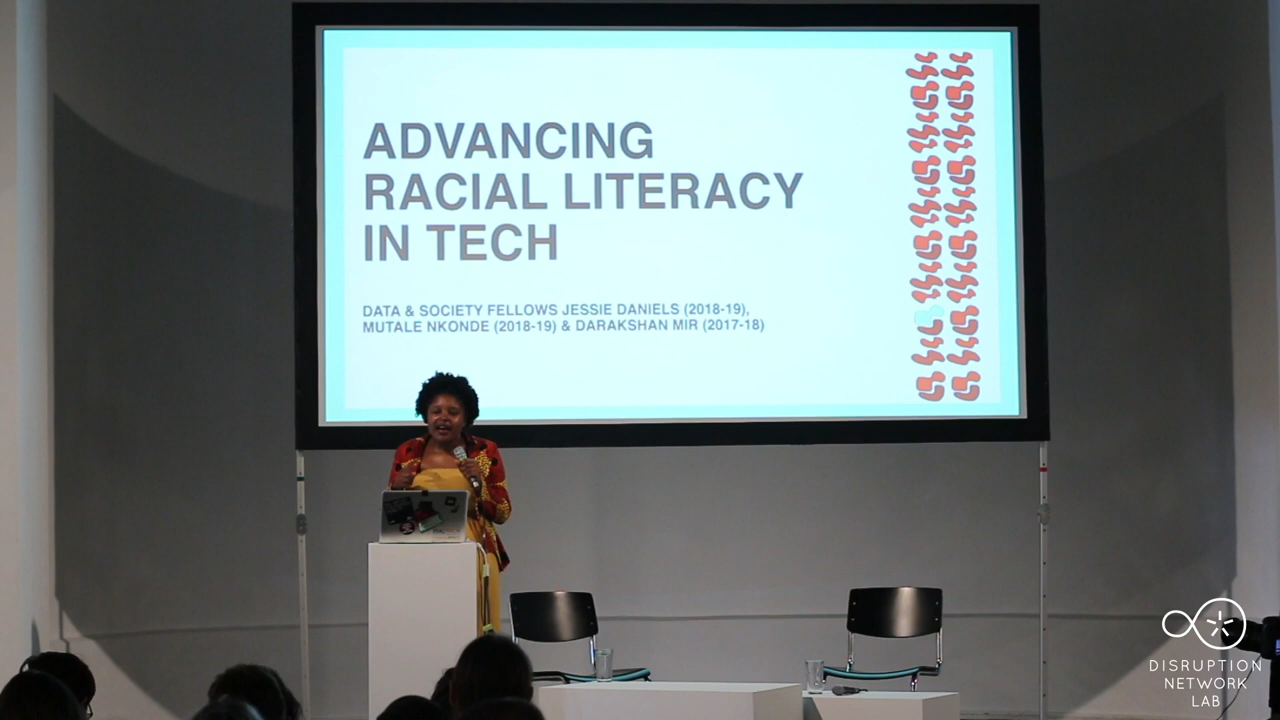 ADVANCING
RACIAL LITERACY
IN TECH
DATA & SOCIETY FELLOWS JESSIE DANIELS (2018-19),
MUTALE NKONDE (2018-19) & DARAKSHAN MIR (2017-18)
DISRUPTION
NETWORK
LAB